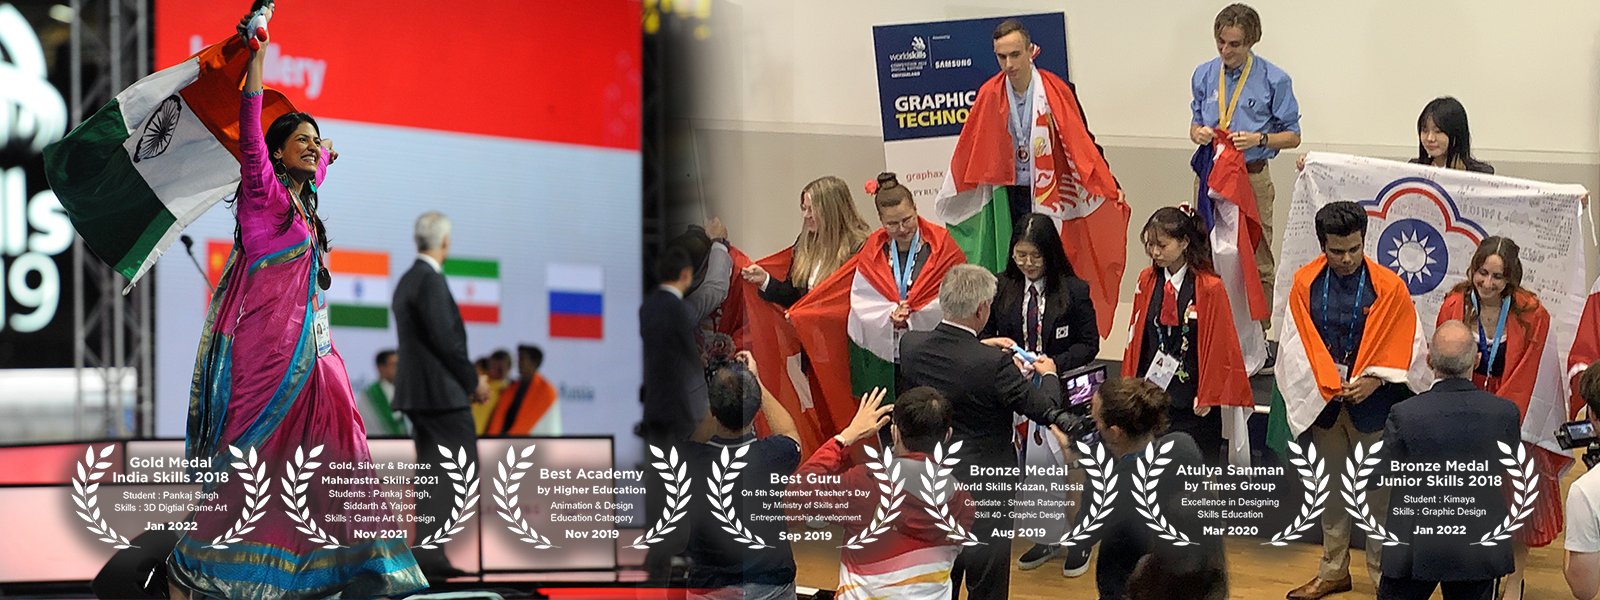 llery
lls
19
Russia
worldskills
SAMSUNG
GRAPHIC
TECHNO
graphax
Gold Medal
India Skills 2018
Student : Pankaj Singh
Skills : 3D Digtial Game Art
Jan 2022
Gold, Silver & Bronze
Maharastra Skills 2021
Students : Pankaj Singh,
Siddarth & Yajoor
Skills : Game Art & Design
Nov 2021
Best Academy
by Higher Education
Animation & Design
Education Catagory
Nov 2019
Best Guru
On 5th September Teacher's Day
by Ministry of Skills and
Entrepreneurship development
Sep 2019
Bronze Medal
World Skills Kazan, Russia
Candidate : Shweta Ratanpura
Skill 40 - Graphic Design
Aug 2019
Atulya Sanman
by Times Group
Excellence in Designing
Skills Education
Mar 2020
Bronze Medal
Junior Skills 2018
Student : Kimaya
Skills : Graphic Design
Jan 2022